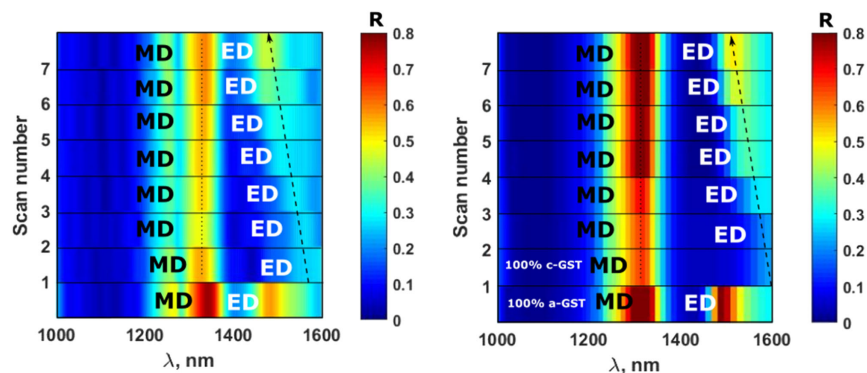 R
0.8
0.7
0.6
0.5
0.4
0.3
0.2
0.1
0
Scan number
7
6
5
4
3
2
1
MD ED
MD ED
MD ED
MD ED
MD ED
MD ED
MD ED
MD ED
1000 1200 1400 1600
λ, nm
R
0.8
0.7
0.6
0.5
0.4
0.3
0.2
0.1
0
Scan number
7
6
5
4
3
2
1
MD ED
MD ED
MD ED
MD ED
MD ED
MD ED
100% c-GST MD
100% a-GST MD ED
1000 1200 1400 1600
λ, nm